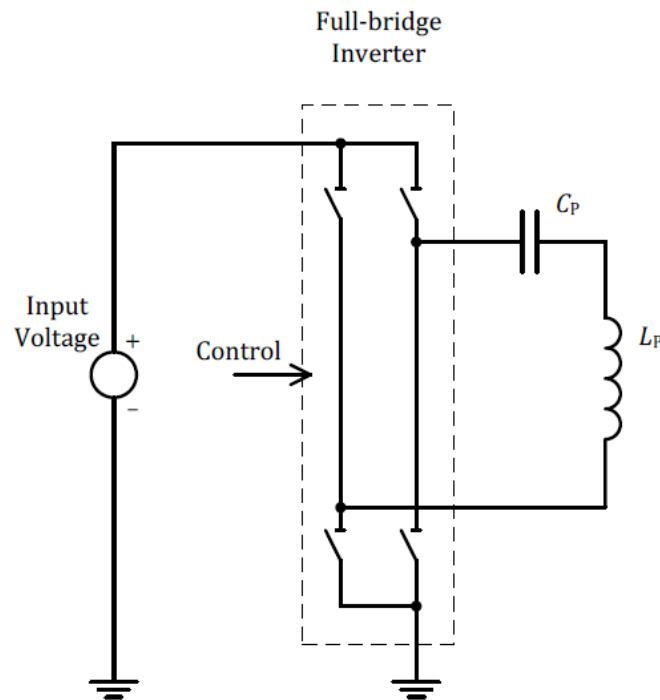 Full-bridge
Inverter
Cₚ
Input
Voltage
+
Control
Lₚ
−